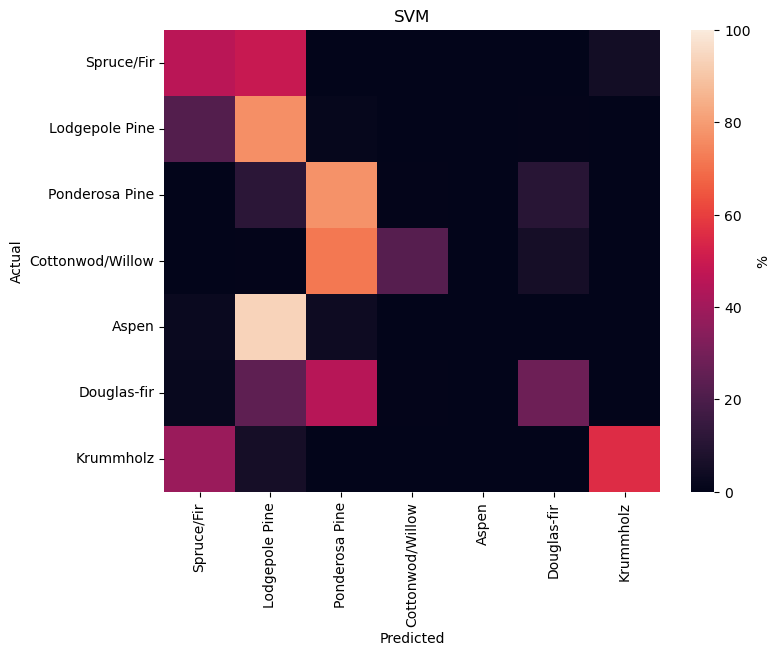 SVM
Actual
Spruce/Fir
Lodgepole Pine
Ponderosa Pine
Cottonwod/Willow
Aspen
Douglas-fir
Krummholz
Spruce/Fir
Lodgepole Pine
Ponderosa Pine
Cottonwod/Willow
Aspen
Douglas-fir
Krummholz
Predicted
100
80
60
40
20
0
%